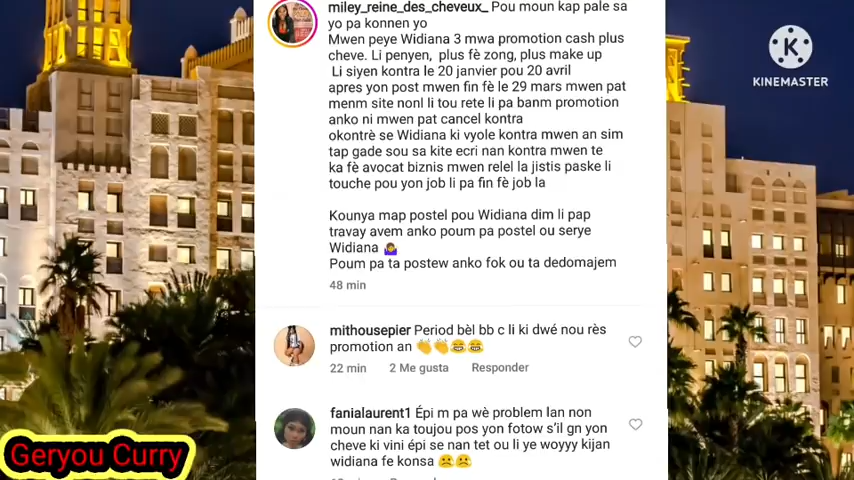 miley_reine_des_cheveux_ Pou moun kap pale sa
yo pa konnen yo
Mwen peye Widiana 3 mwa promotion cash plus
cheve. Li penyen, plus fè zong, plus make up
Li siyen kontra le 20 janvier pou 20 avril
apres yon post mwen fin fè le 29 mars mwen pat
menm site nonl li tou rete li pa banm promotion
anko ni mwen pat cancel kontra
okontrè se Widiana ki vyole kontra mwen an sim
tap gade sou sa kite ecri nan kontra mwen te
ka fè avocat biznis mwen relel la jistis paske li
touche pou yon job li pa fin fè job la
Kounya map postel pou Widiana dim li pap
travay avem anko poum pa postel ou serye
Widiana 🤷‍♀️
Poum pa ta postew anko fok ou ta dedomajem
48 min
mithousepier Period bèl bb c li ki dwé nou rès
promotion an 👏👏😂😂
22 min 2 Me gusta Responder
fanialaurent1 Épi m pa wè problem lan non
moun nan ka toujou pos yon fotow s'il gn yon
cheve ki vini épi se nan tet ou li ye woyyy kijan
widiana fe konsa ☹️☹️
K
KINEMASTER
Geryou Curry